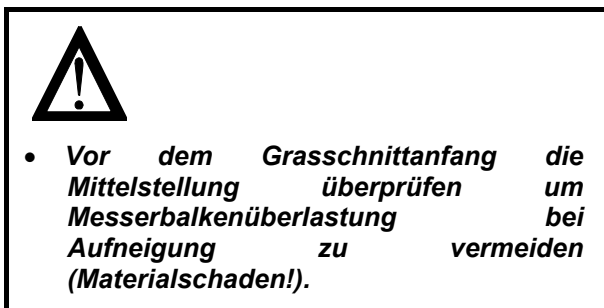 • Vor dem Grasschnittanfang die
Mittelstellung überprüfen um
Messerbalkenüberlastung bei
Aufneigung zu vermeiden
(Materialschaden!).